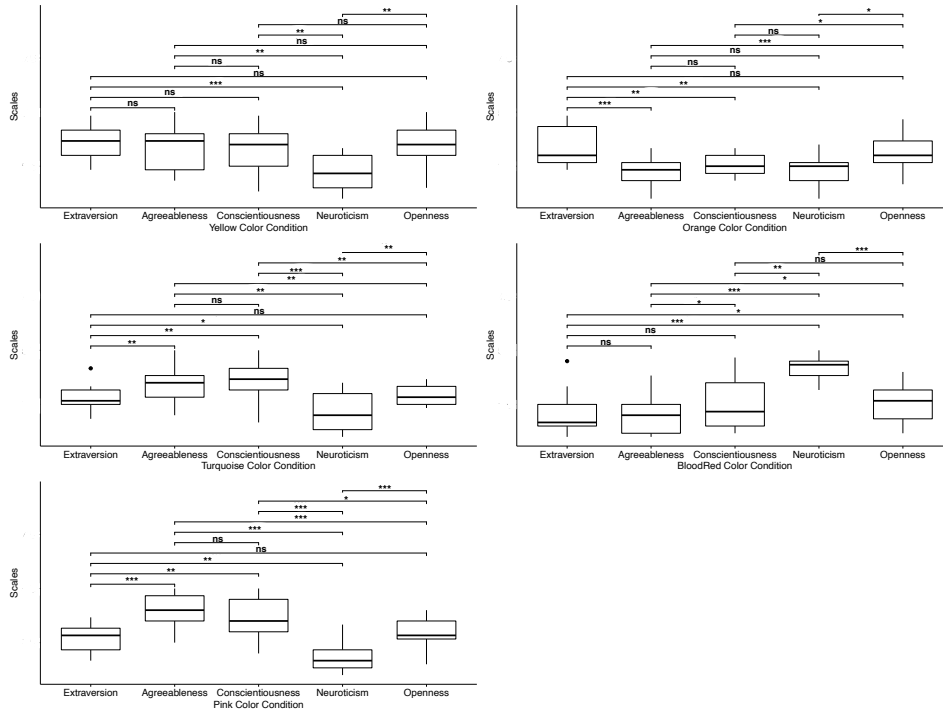 **
ns
**
ns
**
ns
ns
***
ns
ns
Scales
Extraversion Agreeableness Conscientiousness Neuroticism Openness
Yellow Color Condition
*
*
ns
***
ns
ns
ns
**
**
***
Scales
Extraversion Agreeableness Conscientiousness Neuroticism Openness
Orange Color Condition
**
**
***
**
**
ns
ns
*
**
**
Scales
Extraversion Agreeableness Conscientiousness Neuroticism Openness
Turquoise Color Condition
***
ns
**
*
***
*
*
***
ns
ns
Scales
Extraversion Agreeableness Conscientiousness Neuroticism Openness
BloodRed Color Condition
***
*
***
***
***
ns
ns
**
**
***
Scales
Extraversion Agreeableness Conscientiousness Neuroticism Openness
Pink Color Condition